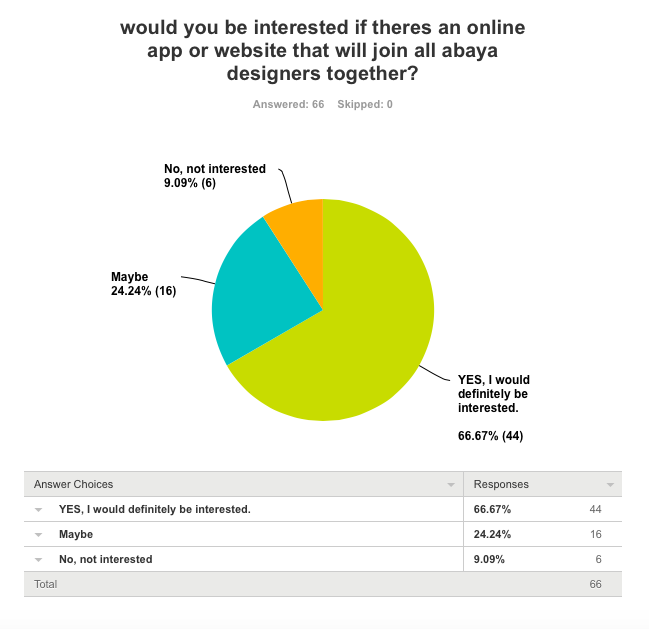 would you be interested if theres an online
app or website that will join all abaya
designers together?
Answered: 66 Skipped: 0
No, not interested
9.09% (6)
Maybe
24.24% (16)
YES, I would
definitely be
interested.
66.67% (44)
Answer Choices Responses
YES, I would definitely be interested. 66.67% 44
Maybe 24.24% 16
No, not interested 9.09% 6
Total 66